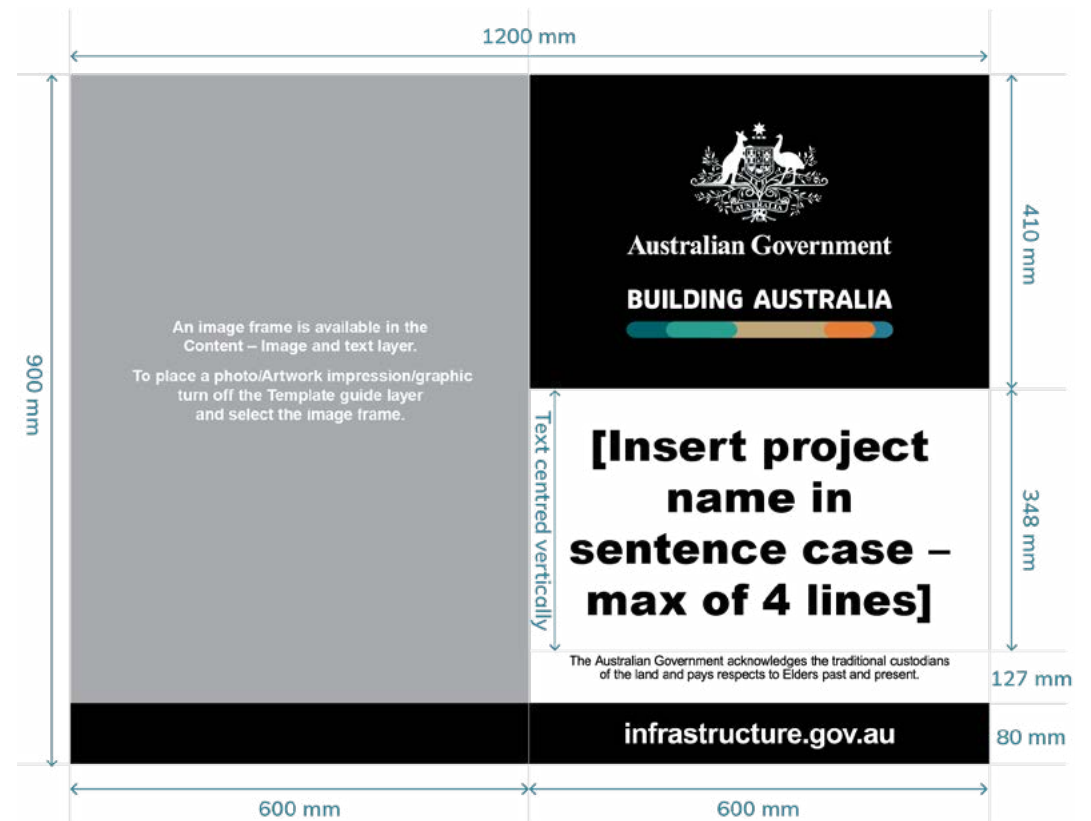 1200 mm
An image frame is available in the
Content – Image and text layer.
To place a photo/Artwork impression/graphic
turn off the Template guide layer
and select the image frame.
900 mm
AUSTRALIA
Australian Government
BUILDING AUSTRALIA
410 mm
Text centred vertically
[Insert project
name in
sentence case –
max of 4 lines]
348 mm
The Australian Government acknowledges the traditional custodians
of the land and pays respects to Elders past and present.
127 mm
infrastructure.gov.au
80 mm
600 mm
600 mm